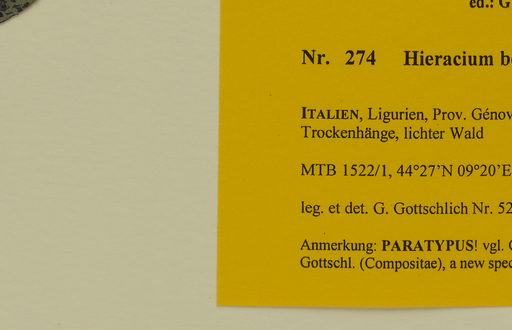 ed.: G
Nr. 274 Hieracium b
ITALIEN, Ligurien, Prov. Génov
Trockenhänge, lichter Wald
MTB 1522/1, 44°27'N 09°20'E
leg. et det. G. Gottschlich Nr. 52
Anmerkung: PARATYPUS! vgl. G
Gottschl. (Compositae), a new spec